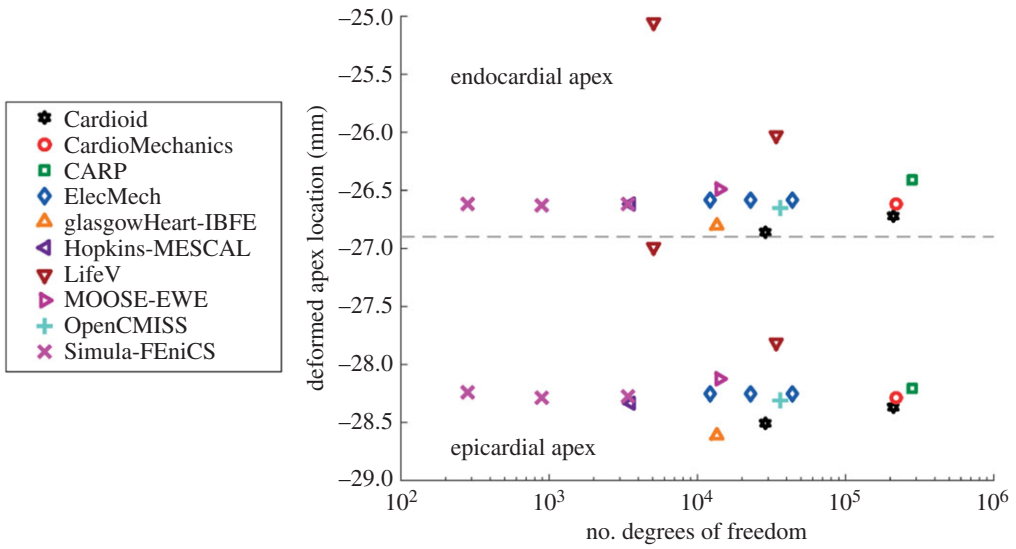 Cardioid
CardioMechanics
CARP
ElecMech
glasgowHeart-IBFE
Hopkins-MESCAL
LifeV
MOOSE-EWE
OpenCMISS
Simula-FEniCS
deformed apex location (mm)
–25.0
–25.5
–26.0
–26.5
–27.0
–27.5
–28.0
–28.5
–29.0
endocardial apex
epicardial apex
10² 10³ 10⁴ 10⁵ 10⁶
no. degrees of freedom